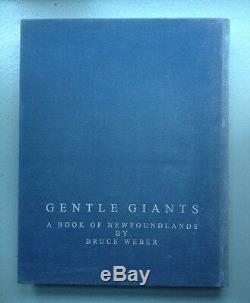 GENTLE GIANTS
A BOOK OF NEWFOUNDLANDS
BY
BRUCE WEBER